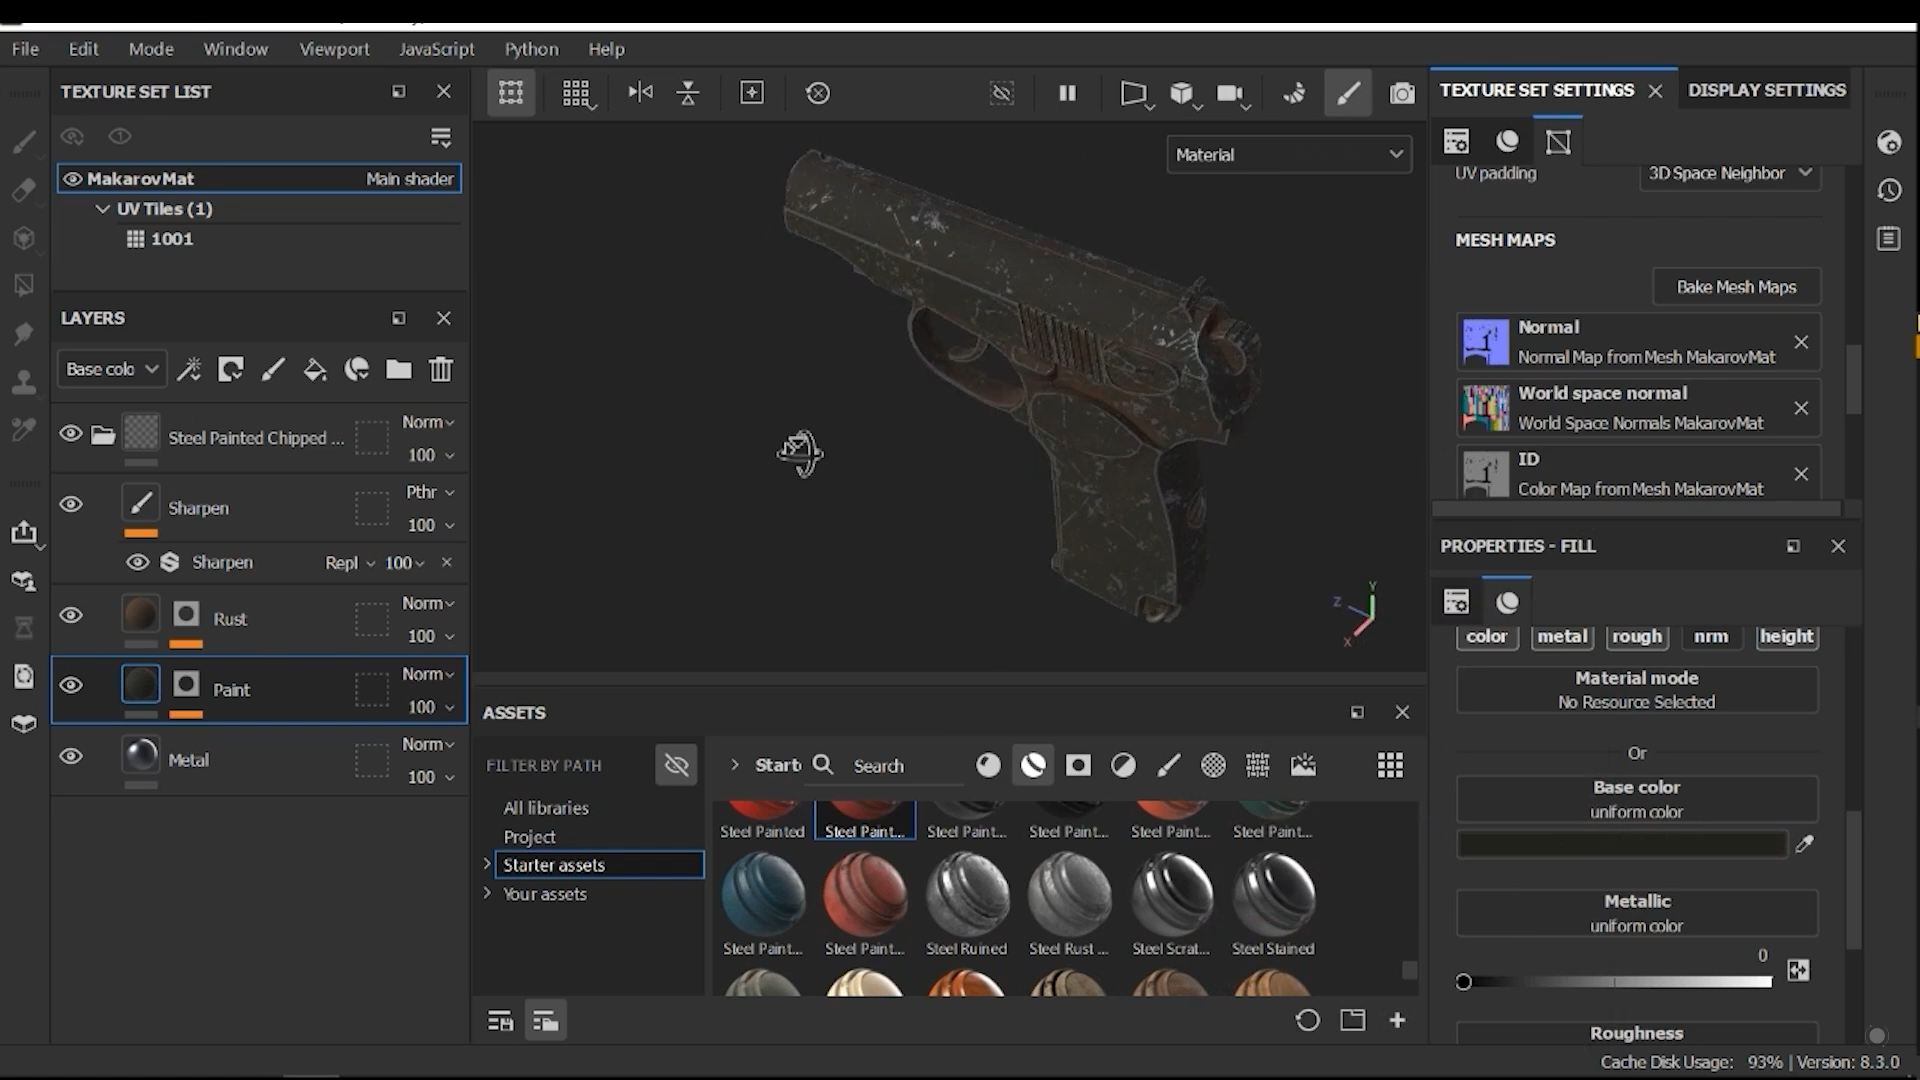 File Edit Mode Window Viewport JavaScript Python Help
TEXTURE SET LIST
MakarovMat Main shader
UV Tiles (1)
1001
LAYERS
Base colo
Steel Painted Chipped ... Norm
100
Sharpen Pthr
100
Sharpen Repl 100
Rust Norm
100
Paint Norm
100
Metal Norm
100
Material
Y
Z
X
ASSETS
FILTER BY PATH
All libraries
Project
Starter assets
Your assets
Start Search
Steel Painted Steel Paint... Steel Paint... Steel Paint... Steel Paint... Steel Paint...
Steel Paint... Steel Paint... Steel Ruined Steel Rust ... Steel Scrat... Steel Stained
TEXTURE SET SETTINGS DISPLAY SETTINGS
UV padding 3D Space Neighbor
MESH MAPS
Bake Mesh Maps
Normal
Normal Map from Mesh MakarovMat
World space normal
World Space Normals MakarovMat
ID
Color Map from Mesh MakarovMat
PROPERTIES - FILL
color metal rough nrm height
Material mode
No Resource Selected
Or
Base color
uniform color
Metallic
uniform color
0
Roughness
Cache Disk Usage: 93% | Version: 8.3.0